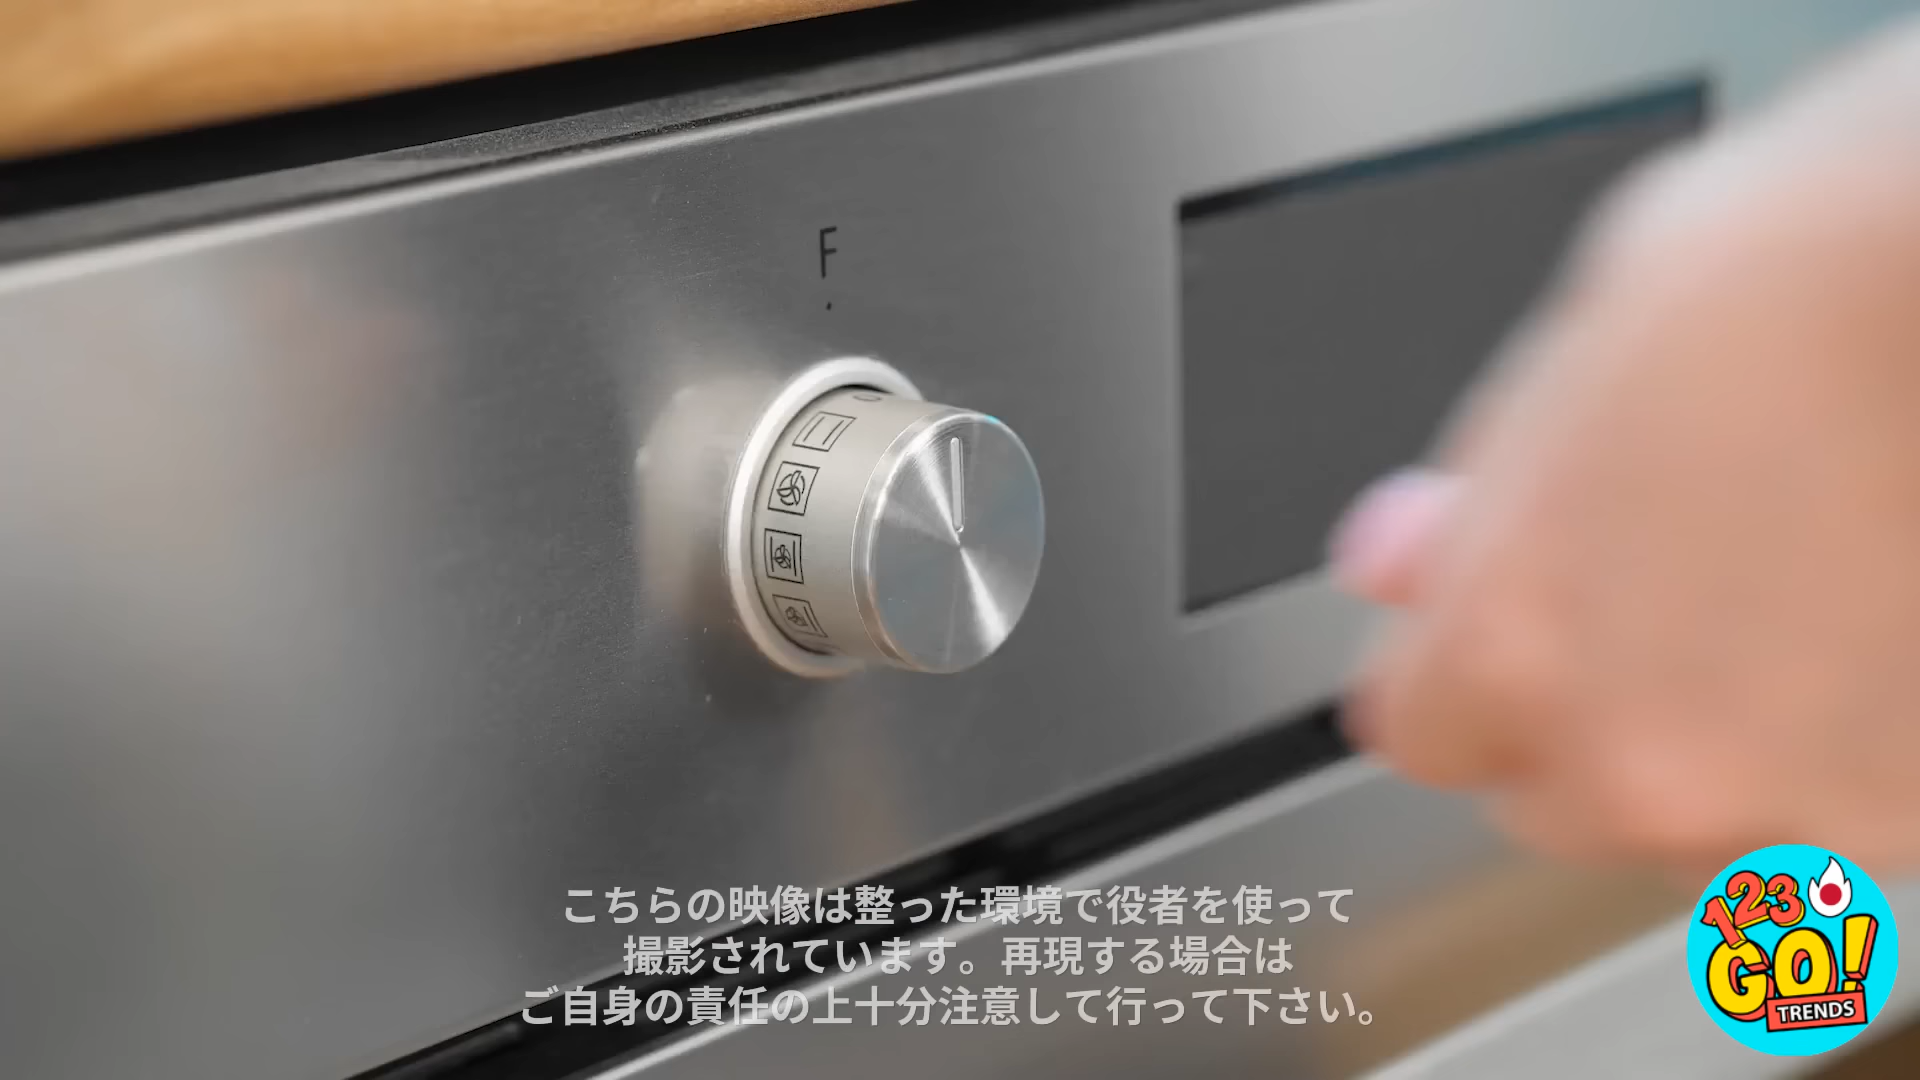 F
こちらの映像は整った環境で役者を使って
撮影されています。再現する場合は
ご自身の責任の上十分注意して行って下さい。
123
GO!
TRENDS